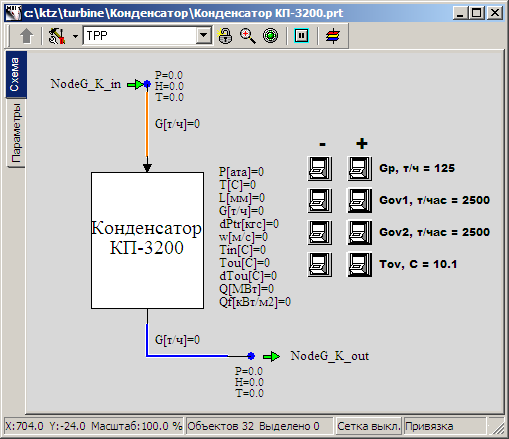 c:\ktz\turbine\Конденсатор\Конденсатор КП-3200.prt
TPP
Схема
Параметры
NodeG_K_in
P=0.0
H=0.0
T=0.0
G[т/ч]=0
- +
Gp, т/ч = 125
Gov1, т/час = 2500
Gov2, т/час = 2500
Tov, C = 10.1
Конденсатор
КП-3200
P[ата]=0
T[C]=0
L[мм]=0
G[т/ч]=0
dPtr[кгс]=0
w[м/с]=0
Tin[C]=0
Tou[C]=0
dTou[C]=0
Q[МВт]=0
Qf[кВт/м2]=0
G[т/ч]=0
NodeG_K_out
P=0.0
H=0.0
T=0.0
X:704.0 Y:-24.0 Масштаб:100.0 % Объектов 32 Выделено 0 Сетка выкл. Привязка